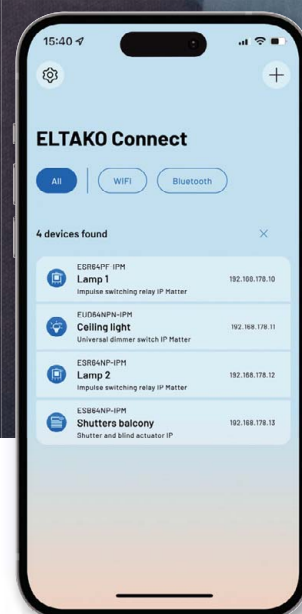 15:40
ELTAKO Connect
All
WIFI
Bluetooth
4 devices found
ESR64PF-IPM
Lamp 1
Impulse switching relay IP Matter
192.168.178.10
EUD64NPN-IPM
Ceiling light
Universal dimmer switch IP Matter
192.168.178.11
ESR64NP-IPM
Lamp 2
Impulse switching relay IP Matter
192.168.178.12
ESB64NP-IPM
Shutters balcony
Shutter and blind actuator IP
192.168.178.13